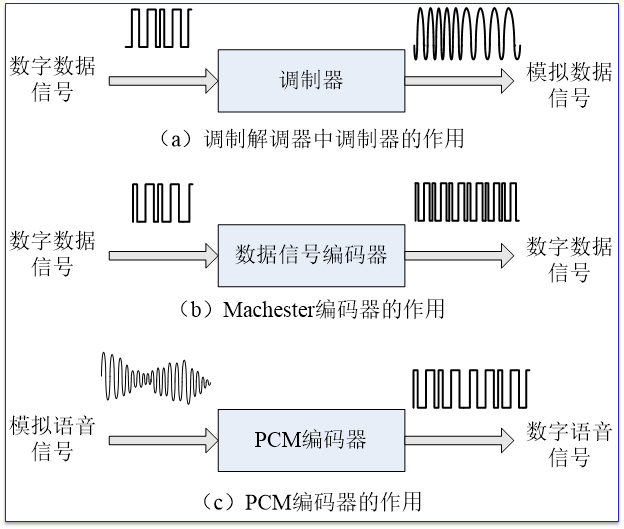 数字数据
信号
调制器
模拟数据
信号
（a）调制解调器中调制器的作用
数字数据
信号
数据信号编码器
数字数据
信号
（b）Machester编码器的作用
模拟语音
信号
PCM编码器
数字语音
信号
（c）PCM编码器的作用